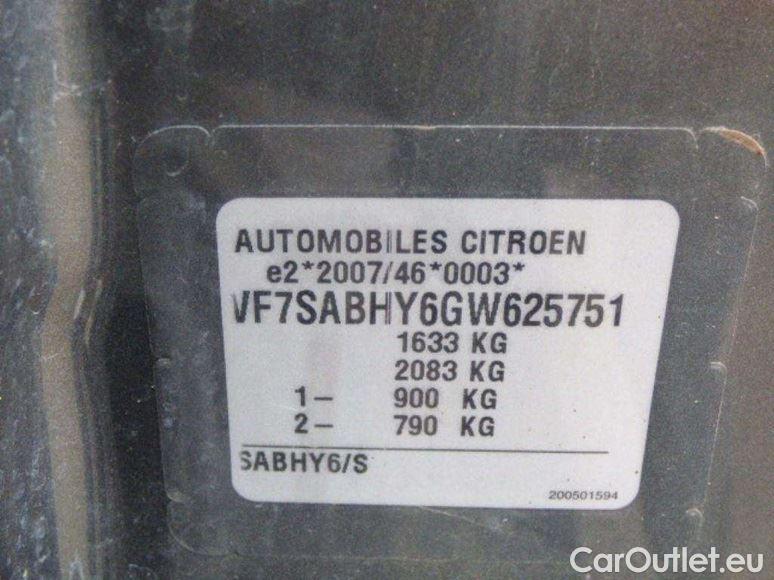 AUTOMOBILES CITROEN
e2*2007/46*0003*
VF7SABHY6GW625751
1633 KG
2083 KG
1- 900 KG
2- 790 KG
SABHY6/S
200501594
CarOutlet.eu